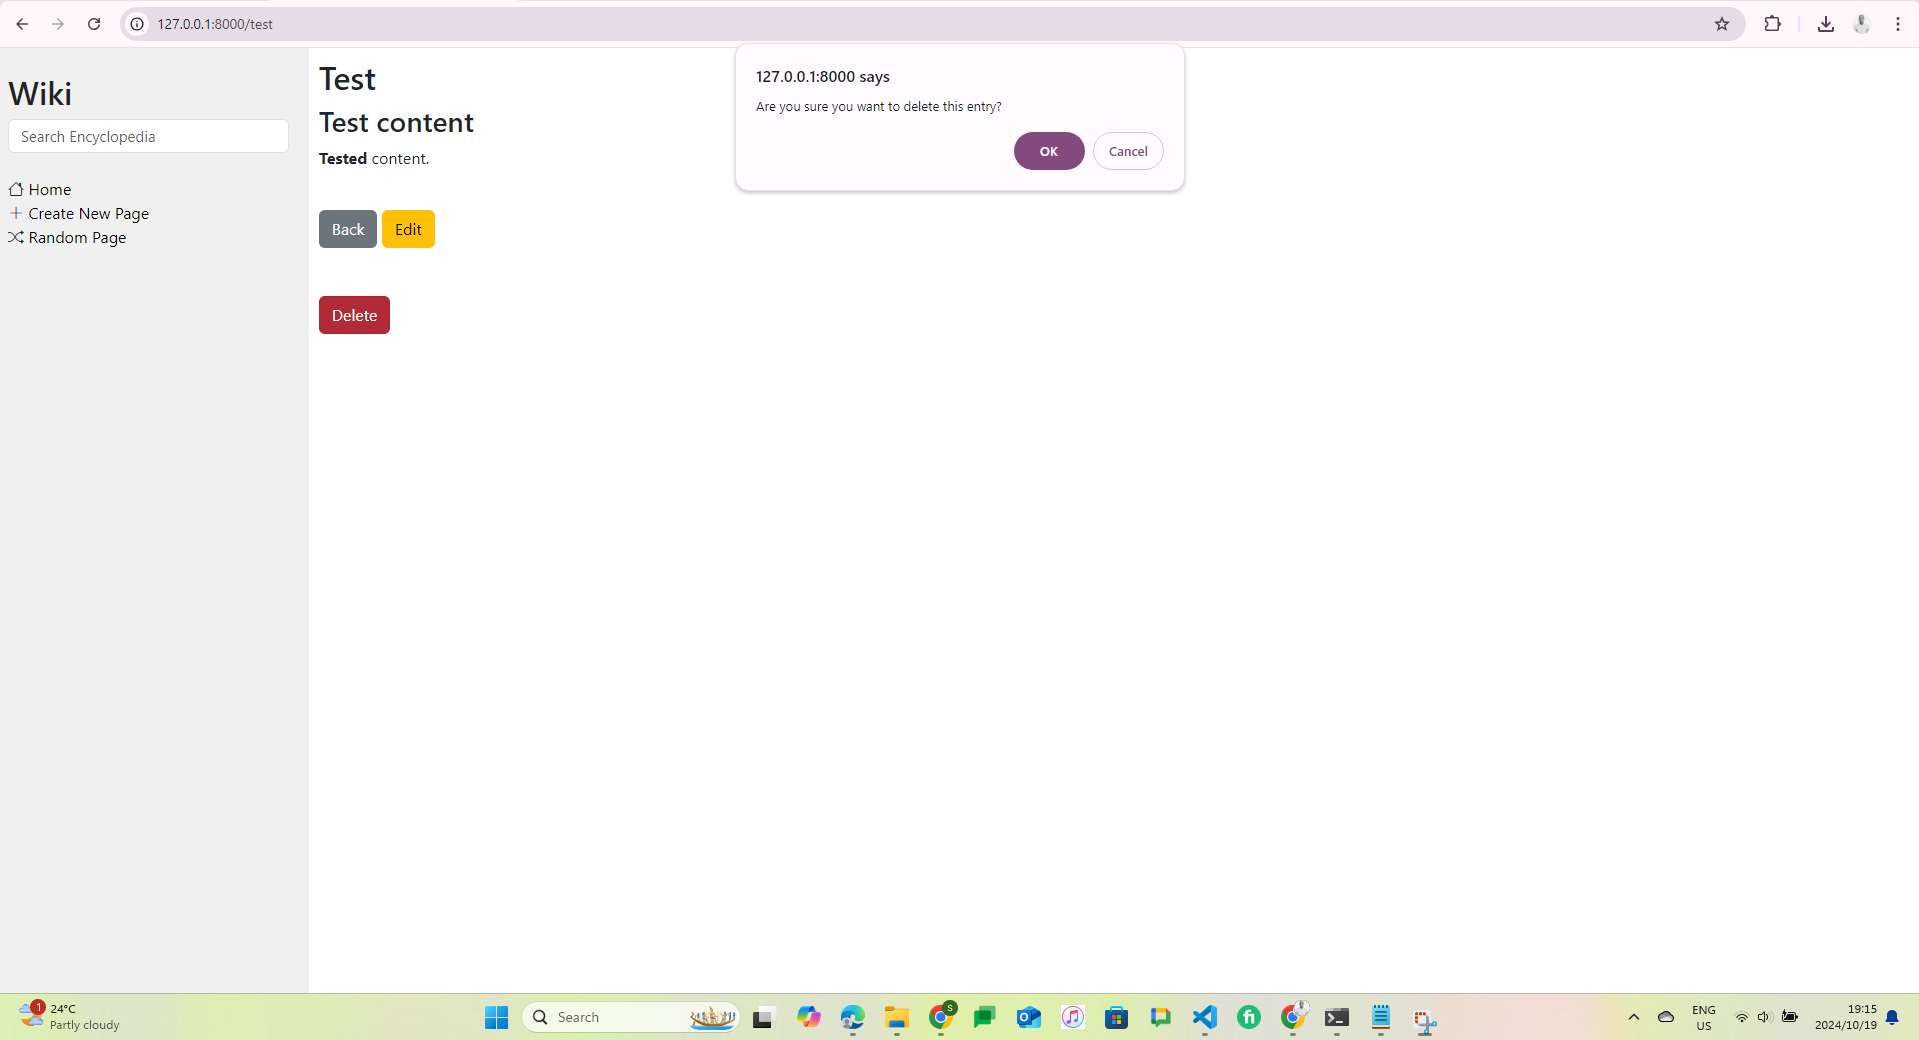 127.0.0.1:8000/test
127.0.0.1:8000 says
Are you sure you want to delete this entry?
OK
Cancel
Wiki
Search Encyclopedia
Home
Create New Page
Random Page
Test
Test content
Tested content.
Back
Edit
Delete
1
24°C
Partly cloudy
Search
S
ENG
US
19:15
2024/10/19